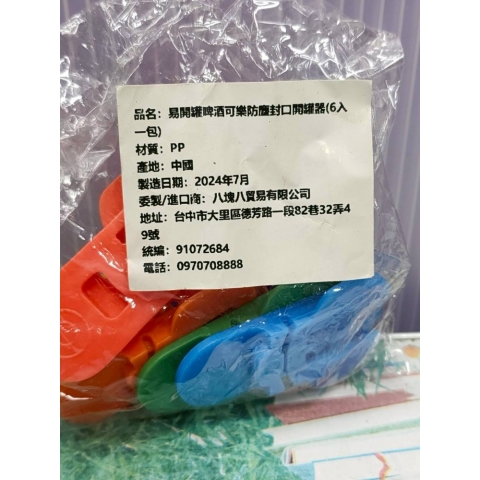 品名：易開罐啤酒可樂防塵封口開罐器(6入
一包)
材質：PP
產地：中國
製造日期：2024年7月
委製/進口商：八塊八貿易有限公司
地址：台中市大里區德芳路一段82巷32弄4
9號
統編：91072684
電話：0970708888